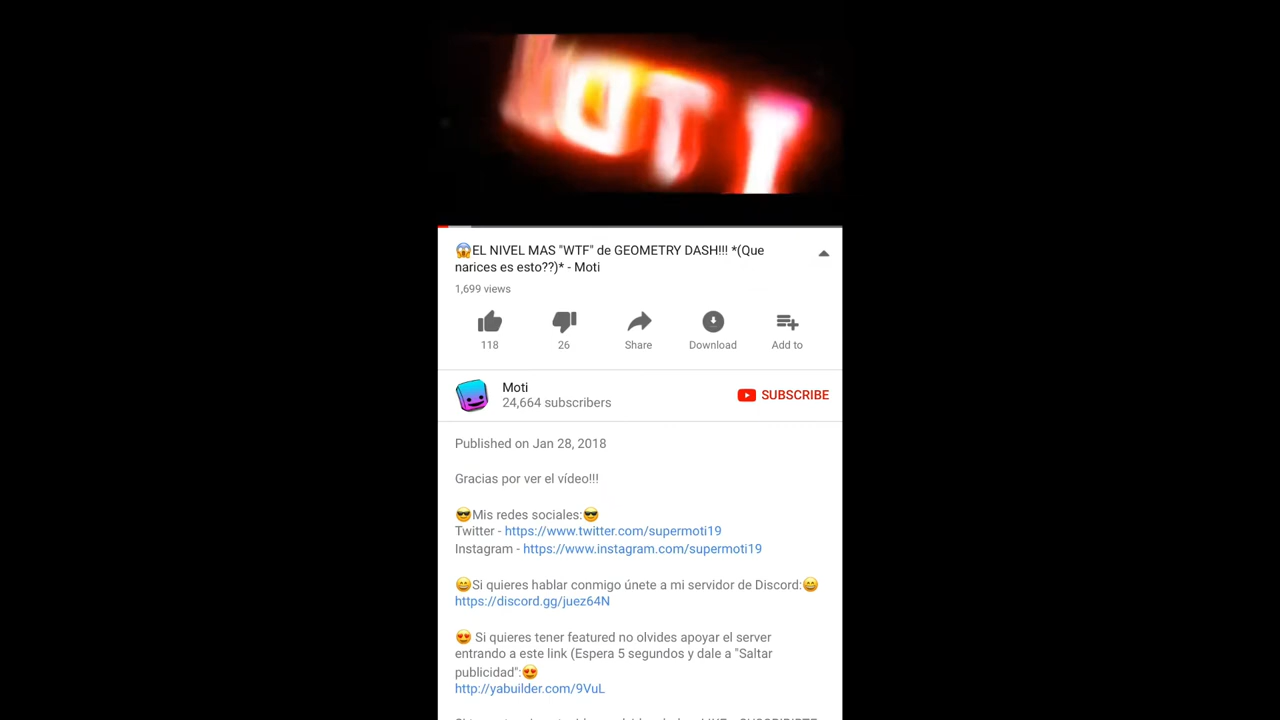 MOTI
😱EL NIVEL MAS "WTF" de GEOMETRY DASH!!! *(Que
narices es esto??)* - Moti
1,699 views
118 26 Share Download Add to
Moti
24,664 subscribers
SUBSCRIBE
Published on Jan 28, 2018
Gracias por ver el vídeo!!!
😎Mis redes sociales:😎
Twitter - https://www.twitter.com/supermoti19
Instagram - https://www.instagram.com/supermoti19
😄Si quieres hablar conmigo únete a mi servidor de Discord:😄
https://discord.gg/juez64N
😍 Si quieres tener featured no olvides apoyar el server
entrando a este link (Espera 5 segundos y dale a "Saltar
publicidad":😍
http://yabuilder.com/9VuL